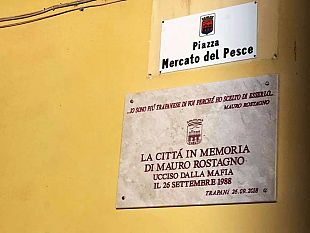 Piazza
Mercato del Pesce
...IO SONO PIÙ TRAPANESE DI VOI PERCHÉ HO SCELTO DI ESSERLO...
MAURO ROSTAGNO
LA CITTÀ IN MEMORIA
DI MAURO ROSTAGNO
UCCISO DALLA MAFIA
IL 26 SETTEMBRE 1988
TRAPANI 26.09.2018